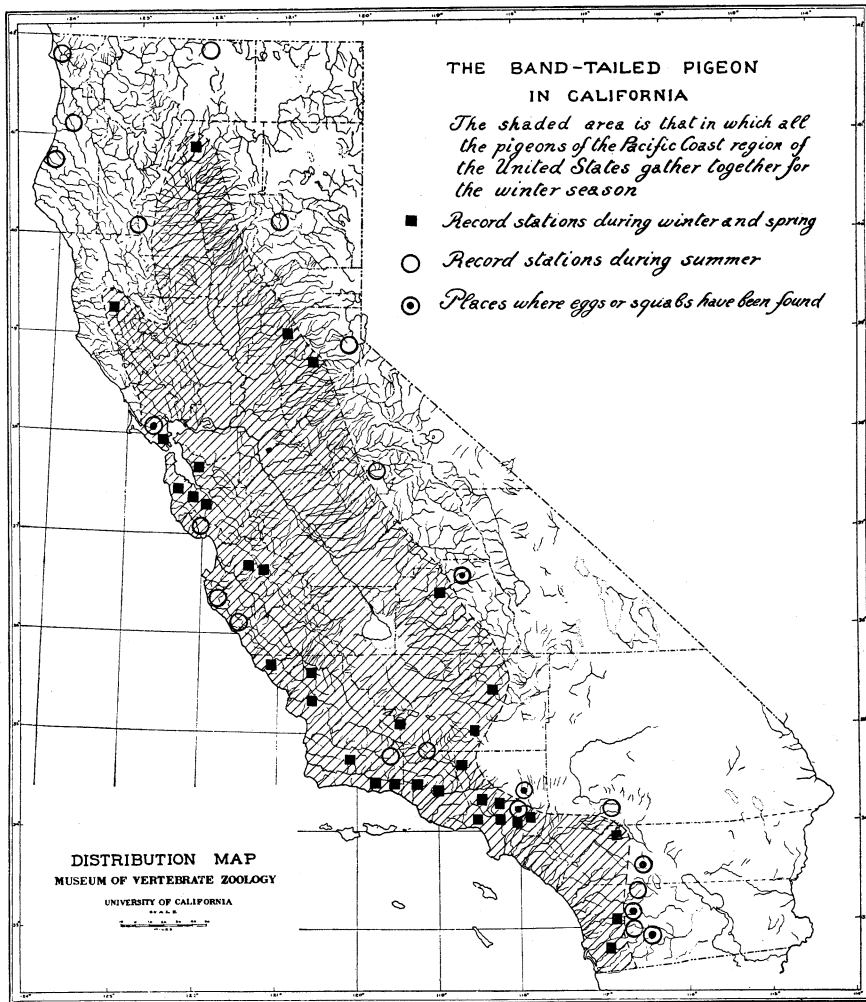 THE BAND-TAILED PIGEON
IN CALIFORNIA
The shaded area is that in which all
the pigeons of the Pacific Coast region of
the United States gather together for
the winter season
Record stations during winter and spring
Record stations during summer
Places where eggs or squabs have been found
DISTRIBUTION MAP
MUSEUM OF VERTEBRATE ZOOLOGY
UNIVERSITY OF CALIFORNIA
SCALE